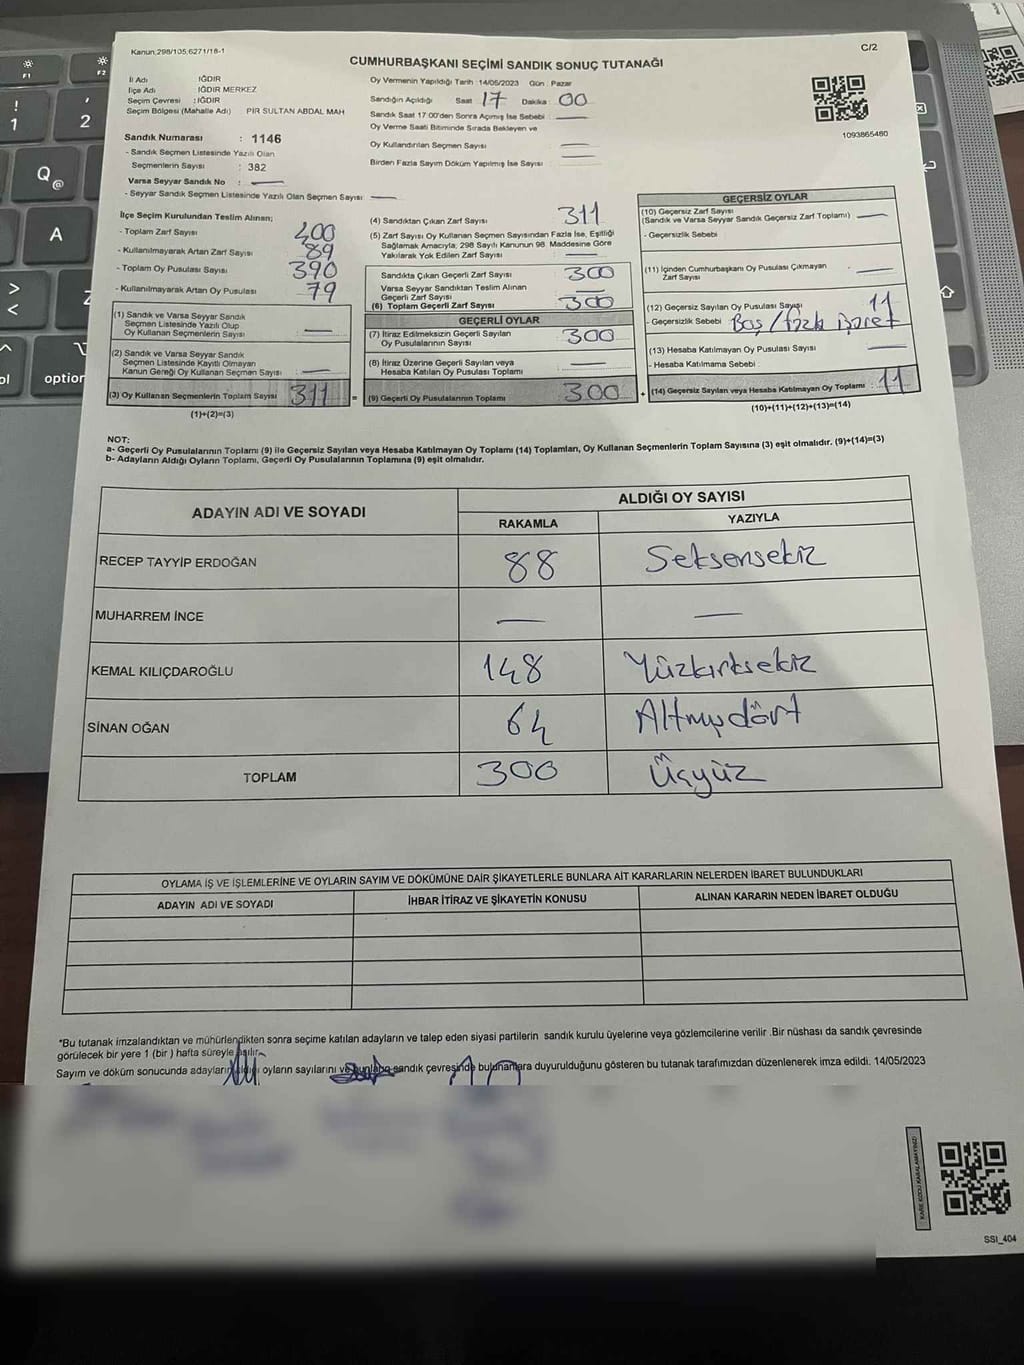 Kanun,298/105,6271/18-1
C/2
CUMHURBAŞKANI SEÇİMİ SANDIK SONUÇ TUTANAĞI
İl Adı IĞDIR
İlçe Adı IĞDIR MERKEZ
Seçim Çevresi : IĞDIR
Seçim Bölgesi (Mahalle Adı) PİR SULTAN ABDAL MAH
Sandık Numarası : 1146
- Sandık Seçmen Listesinde Yazılı Olan
Seçmenlerin Sayısı : 382
Varsa Seyyar Sandık No :
- Seyyar Sandık Seçmen Listesinde Yazılı Olan Seçmen Sayısı
Oy Vermenin Yapıldığı Tarih :14/05/2023 Gün : Pazar
Sandığın Açıldığı Saat 17 Dakika 00
Sandık Saat 17:00'den Sonra Açımış İse Sebebi :
Oy Verme Saati Bitiminde Sırada Bekleyen ve
Oy Kullandırılan Seçmen Sayısı :
Birden Fazla Sayım Döküm Yapılmış İse Sayısı
1093865460
İlçe Seçim Kurulundan Teslim Alınan;
- Toplam Zarf Sayısı 400
- Kullanılmayarak Artan Zarf Sayısı 89
- Toplam Oy Pusulası Sayısı 390
- Kullanılmayarak Artan Oy Pusulası 79
(1) Sandık ve Varsa Seyyar Sandık
Seçmen Listesinde Yazılı Olup
Oy Kullanan Seçmenlerin Sayısı
(2) Sandık ve Varsa Seyyar Sandık
Seçmen Listesinde Kayıtlı Olmayan
Kanun Gereği Oy Kullanan Seçmen Sayısı :
(3) Oy Kullanan Seçmenlerin Toplam Sayısı 311 =
(1)+(2)=(3)
(4) Sandıktan Çıkan Zarf Sayısı 311
(5) Zarf Sayısı Oy Kullanan Seçmen Sayısından Fazla İse, Eşitliği
Sağlamak Amacıyla; 298 Sayılı Kanunun 98. Maddesine Göre
Yakılarak Yok Edilen Zarf Sayısı :
Sandıkta Çıkan Geçerli Zarf Sayısı 300
Varsa Seyyar Sandıktan Teslim Alınan
Geçerli Zarf Sayısı
(6) Toplam Geçerli Zarf Sayısı 300
GEÇERLİ OYLAR
(7) İtiraz Edilmeksizin Geçerli Sayılan
Oy Pusulalarının Sayısı 300
(8) İtiraz Üzerine Geçerli Sayılan veya
Hesaba Katılan Oy Pusulası Toplamı
(9) Geçerli Oy Pusulalarının Toplamı 300 +
GEÇERSİZ OYLAR
(10) Geçersiz Zarf Sayısı
(Sandık ve Varsa Seyyar Sandık Geçersiz Zarf Toplamı)
- Geçersizlik Sebebi :
(11) İçinden Cumhurbaşkanı Oy Pusulası Çıkmayan
Zarf Sayısı
(12) Geçersiz Sayılan Oy Pusulası Sayısı 11
- Geçersizlik Sebebi : Boş / fazla işaret
(13) Hesaba Katılmayan Oy Pusulası Sayısı
- Hesaba Katılmama Sebebi :
(14) Geçersiz Sayılan veya Hesaba Katılmayan Oy Toplamı : 11
(10)+(11)+(12)+(13)=(14)
NOT:
a- Geçerli Oy Pusulalarının Toplamı (9) ile Geçersiz Sayılan veya Hesaba Katılmayan Oy Toplamı (14) Toplamları, Oy Kullanan Seçmenlerin Toplam Sayısına (3) eşit olmalıdır. (9)+(14)=(3)
b- Adayların Aldığı Oyların Toplamı, Geçerli Oy Pusulalarının Toplamına (9) eşit olmalıdır.
ADAYIN ADI VE SOYADI
ALDIĞI OY SAYISI
RAKAMLA YAZIYLA
RECEP TAYYİP ERDOĞAN 88 Seksensekiz
MUHARREM İNCE — —
KEMAL KILIÇDAROĞLU 148 Yüzkırksekiz
SİNAN OĞAN 64 Altmışdört
TOPLAM 300 Üçyüz
OYLAMA İŞ VE İŞLEMLERİNE VE OYLARIN SAYIM VE DÖKÜMÜNE DAİR ŞİKAYETLERLE BUNLARA AİT KARARLARIN NELERDEN İBARET BULUNDUKLARI
ADAYIN ADI VE SOYADI İHBAR İTİRAZ VE ŞİKAYETİN KONUSU ALINAN KARARIN NEDEN İBARET OLDUĞU
*Bu tutanak imzalandıktan ve mühürlendikten sonra seçime katılan adayların ve talep eden siyasi partilerin sandık kurulu üyelerine veya gözlemcilerine verilir .Bir nüshası da sandık çevresinde
görülecek bir yere 1 (bir ) hafta süreyle asılır.
Sayım ve döküm sonucunda adayların aldığı oyların sayılarını ve bunlara sandık çevresinde bulunanlara duyurulduğunu gösteren bu tutanak tarafımızdan düzenlenerek imza edildi. 14/05/2023
KARE KODU KARALAMAYINIZ!
SSI_404
F1
F2
!
1
'
2
Q
@
A
>
<
Z
option